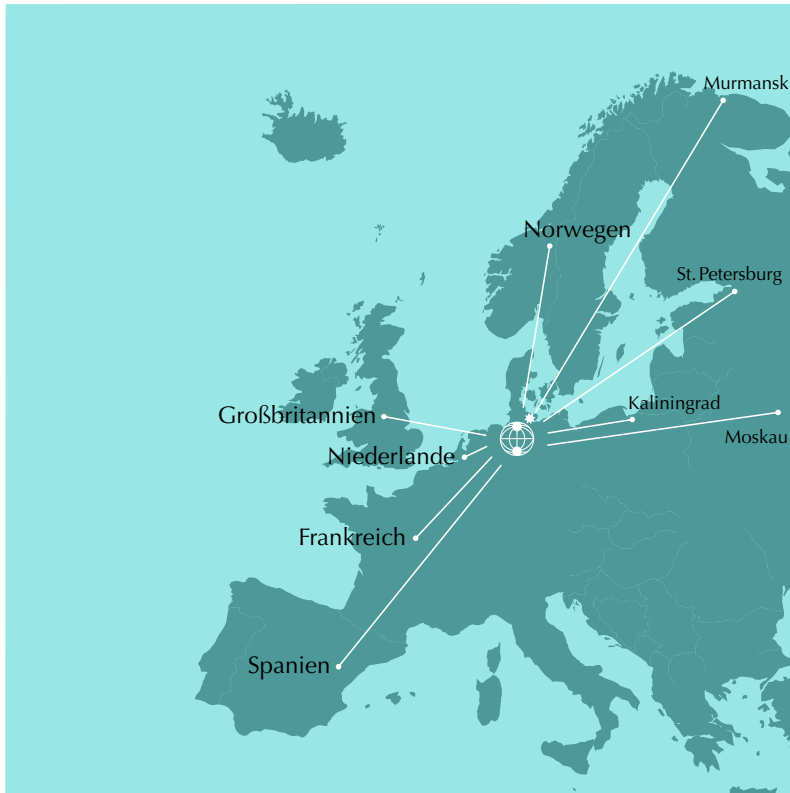 Murmansk
Norwegen
St. Petersburg
Kaliningrad
Großbritannien
Moskau
Niederlande
Frankreich
Spanien